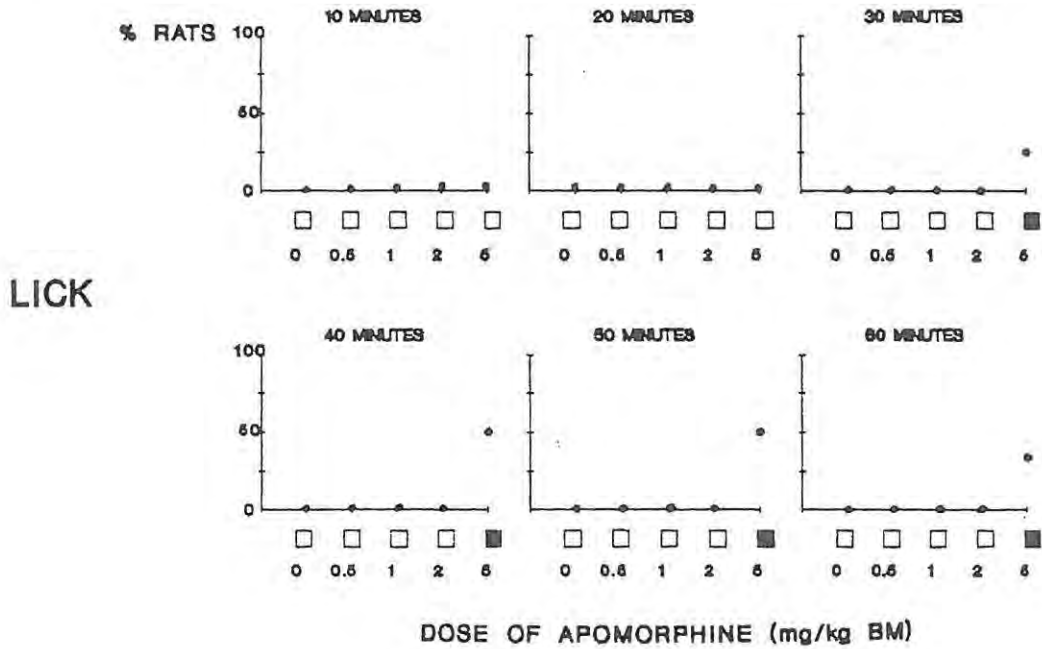 % RATS
10 MINUTES 20 MINUTES 30 MINUTES
100
50
0
0 0.5 1 2 5 0 0.5 1 2 5 0 0.5 1 2 5
LICK
40 MINUTES 50 MINUTES 60 MINUTES
100
50
0
0 0.5 1 2 5 0 0.5 1 2 5 0 0.5 1 2 5
DOSE OF APOMORPHINE (mg/kg BM)